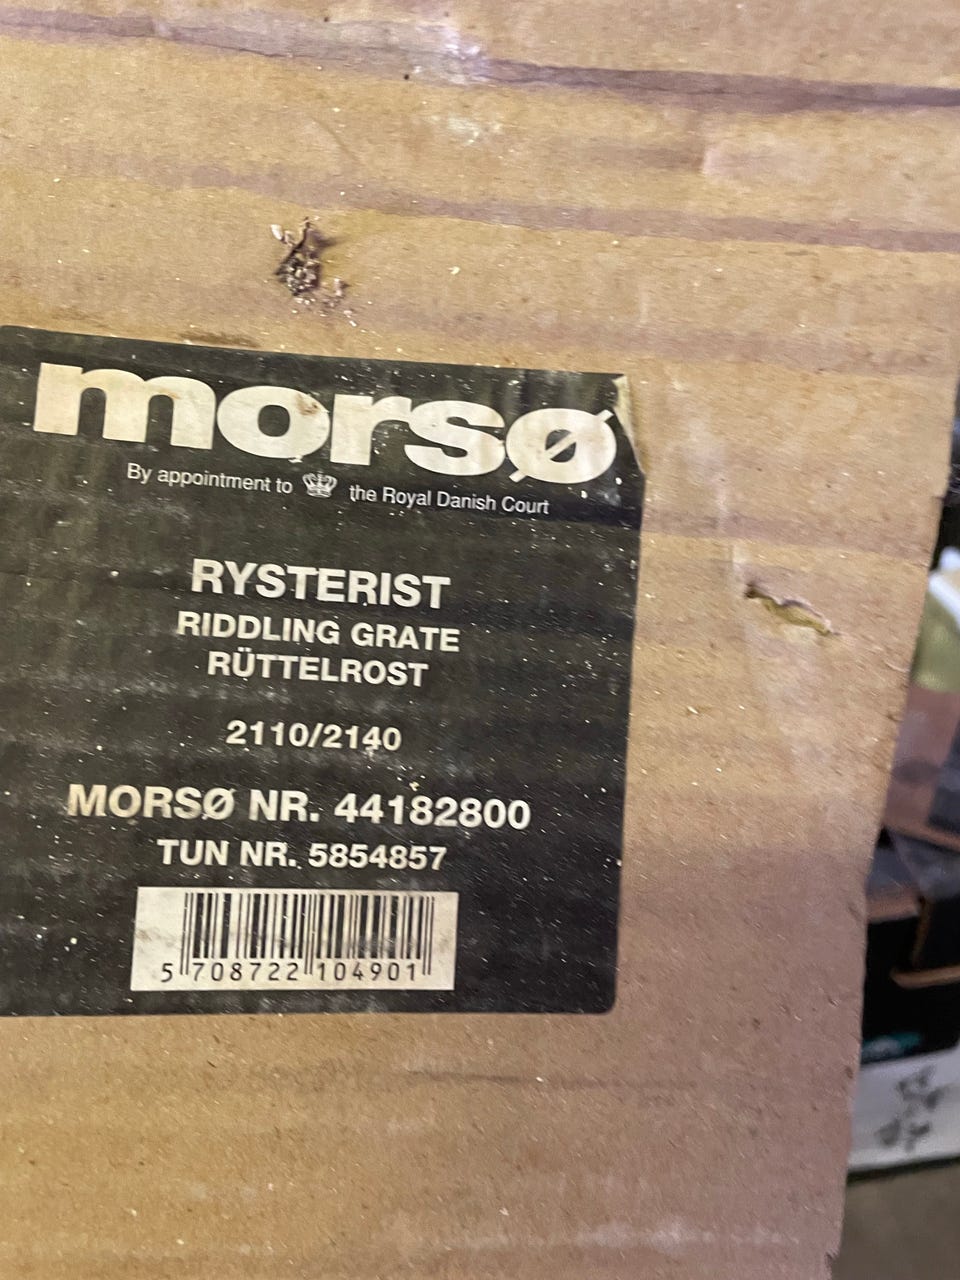 morsø
By appointment to the Royal Danish Court
RYSTERIST
RIDDLING GRATE
RÜTTELROST
2110/2140
MORSØ NR. 44182800
TUN NR. 5854857
5 708722 104901